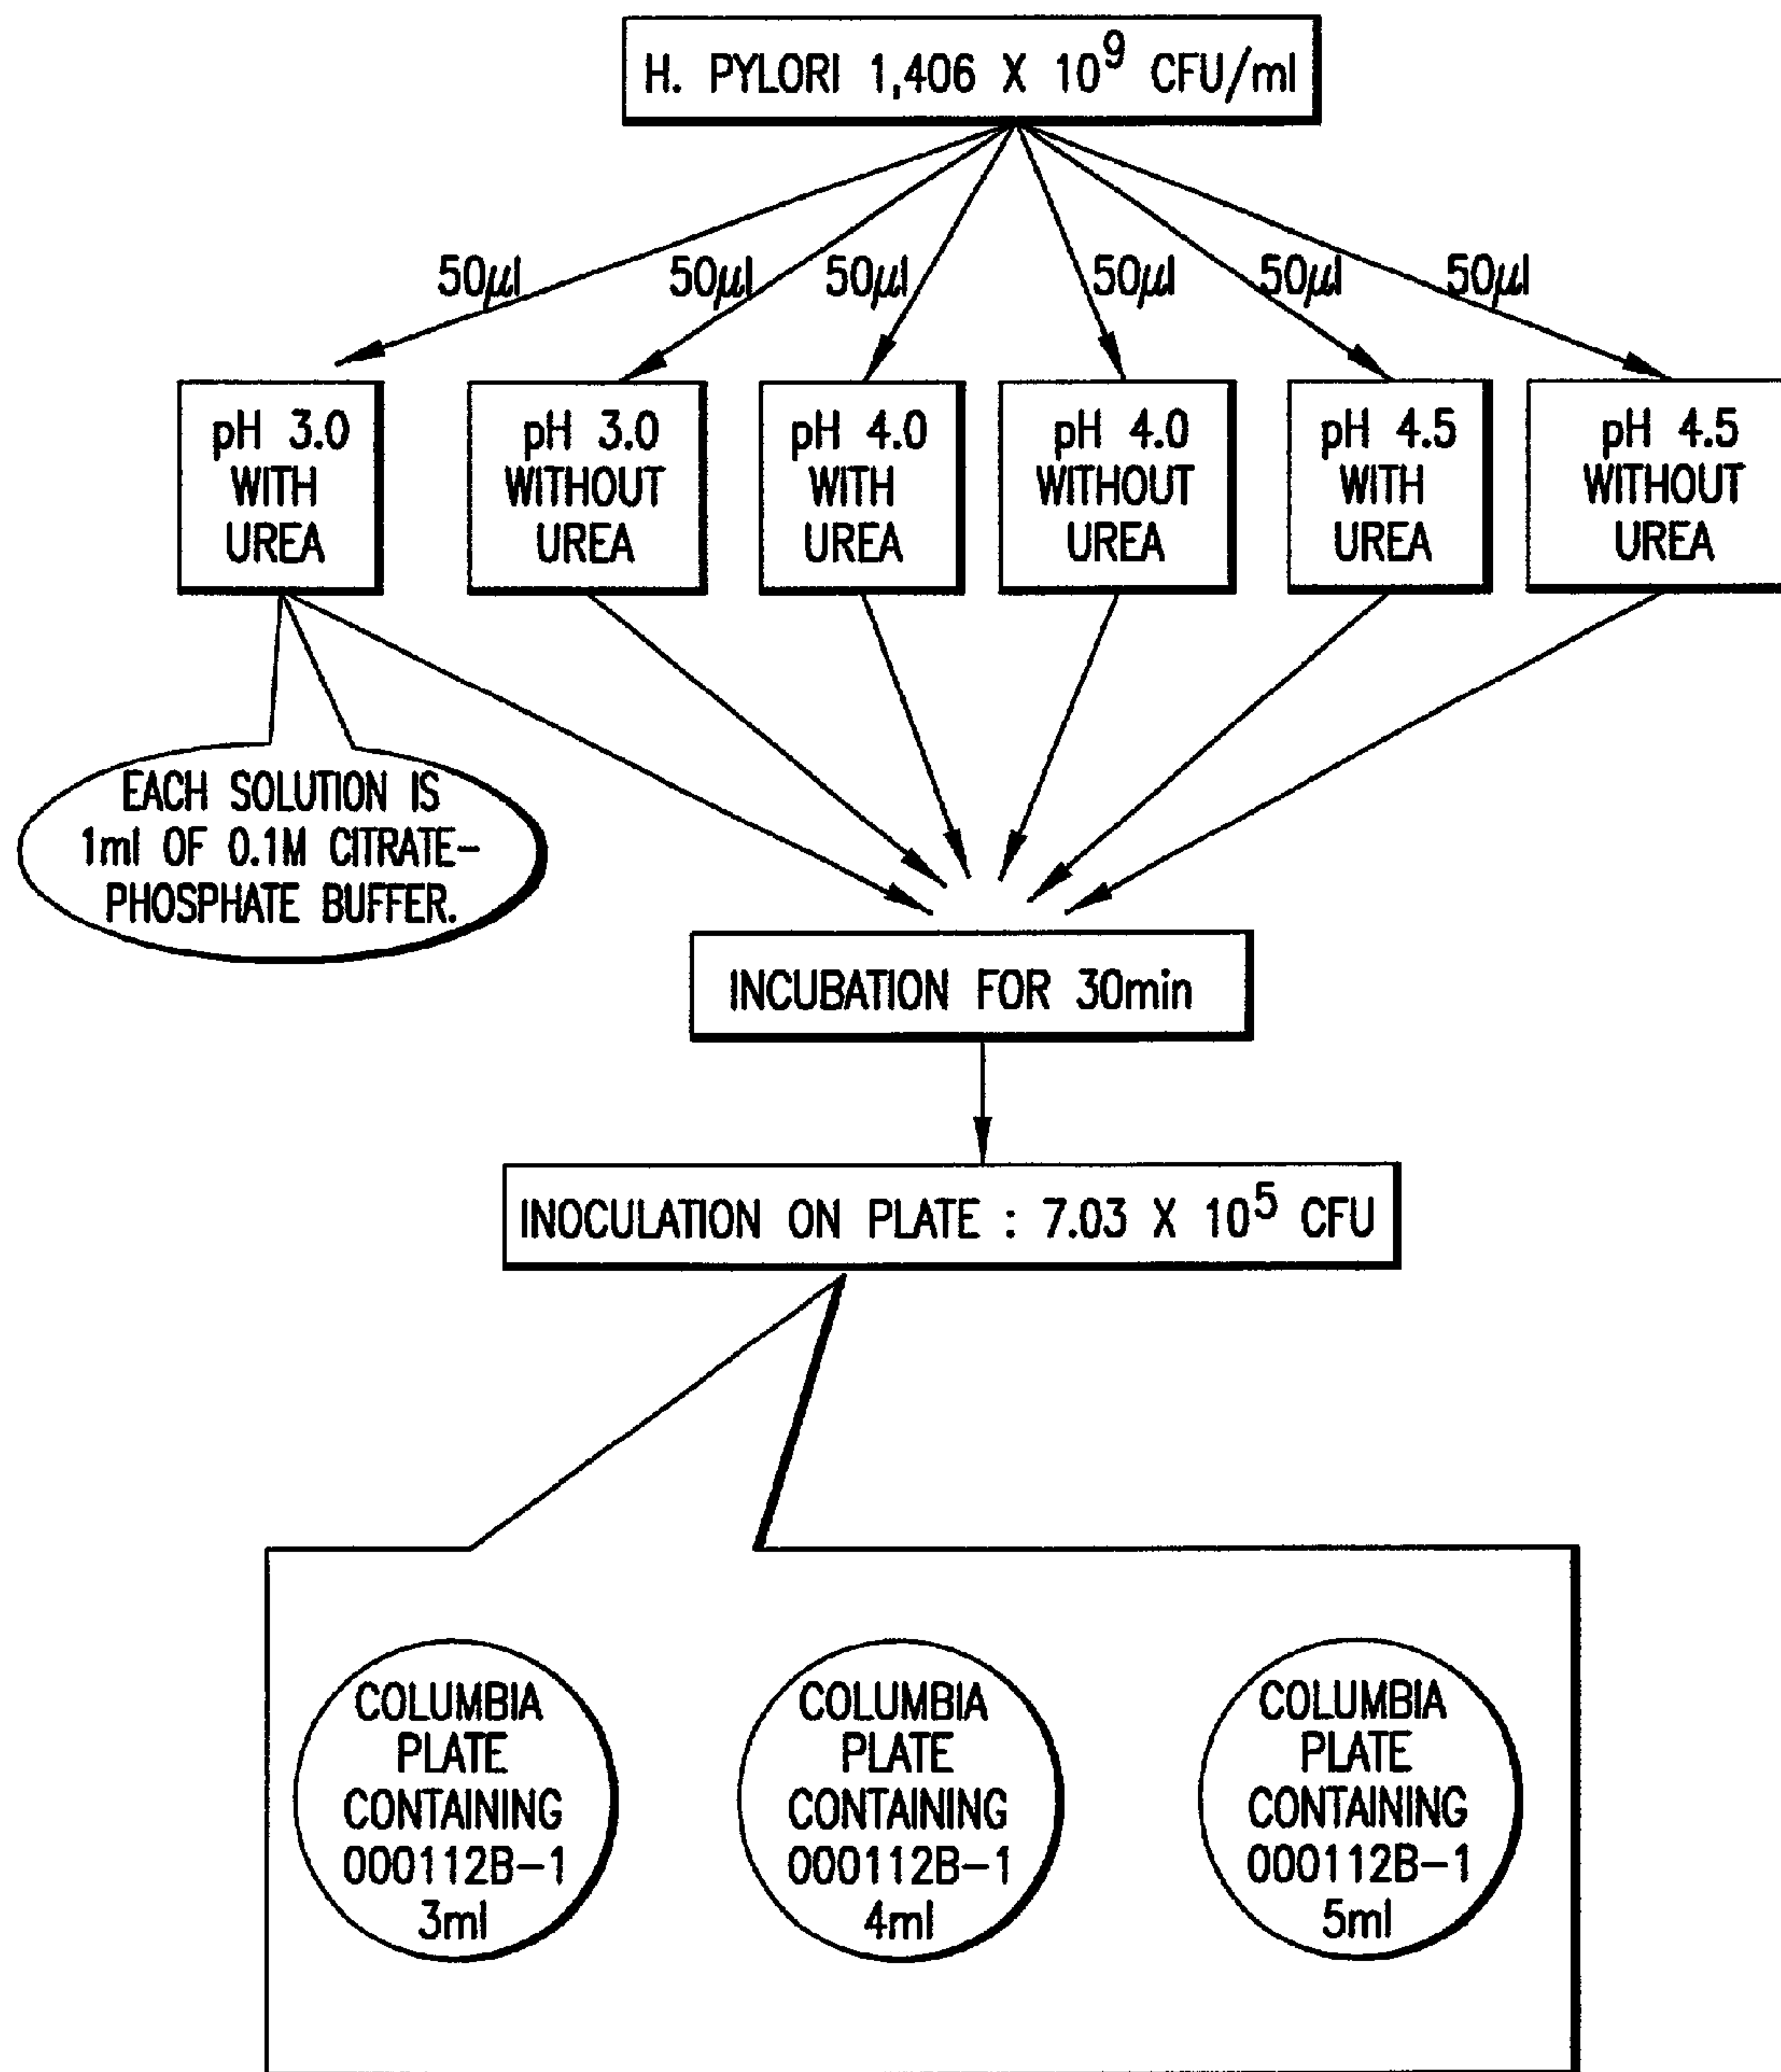 H. PYLORI 1,406 X 10⁹ CFU/ml
50µl 50µl 50µl 50µl 50µl 50µl
pH 3.0
WITH
UREA
pH 3.0
WITHOUT
UREA
pH 4.0
WITH
UREA
pH 4.0
WITHOUT
UREA
pH 4.5
WITH
UREA
pH 4.5
WITHOUT
UREA
EACH SOLUTION IS
1ml OF 0.1M CITRATE-
PHOSPHATE BUFFER.
INCUBATION FOR 30min
INOCULATION ON PLATE : 7.03 X 10⁵ CFU
COLUMBIA
PLATE
CONTAINING
000112B-1
3ml
COLUMBIA
PLATE
CONTAINING
000112B-1
4ml
COLUMBIA
PLATE
CONTAINING
000112B-1
5ml